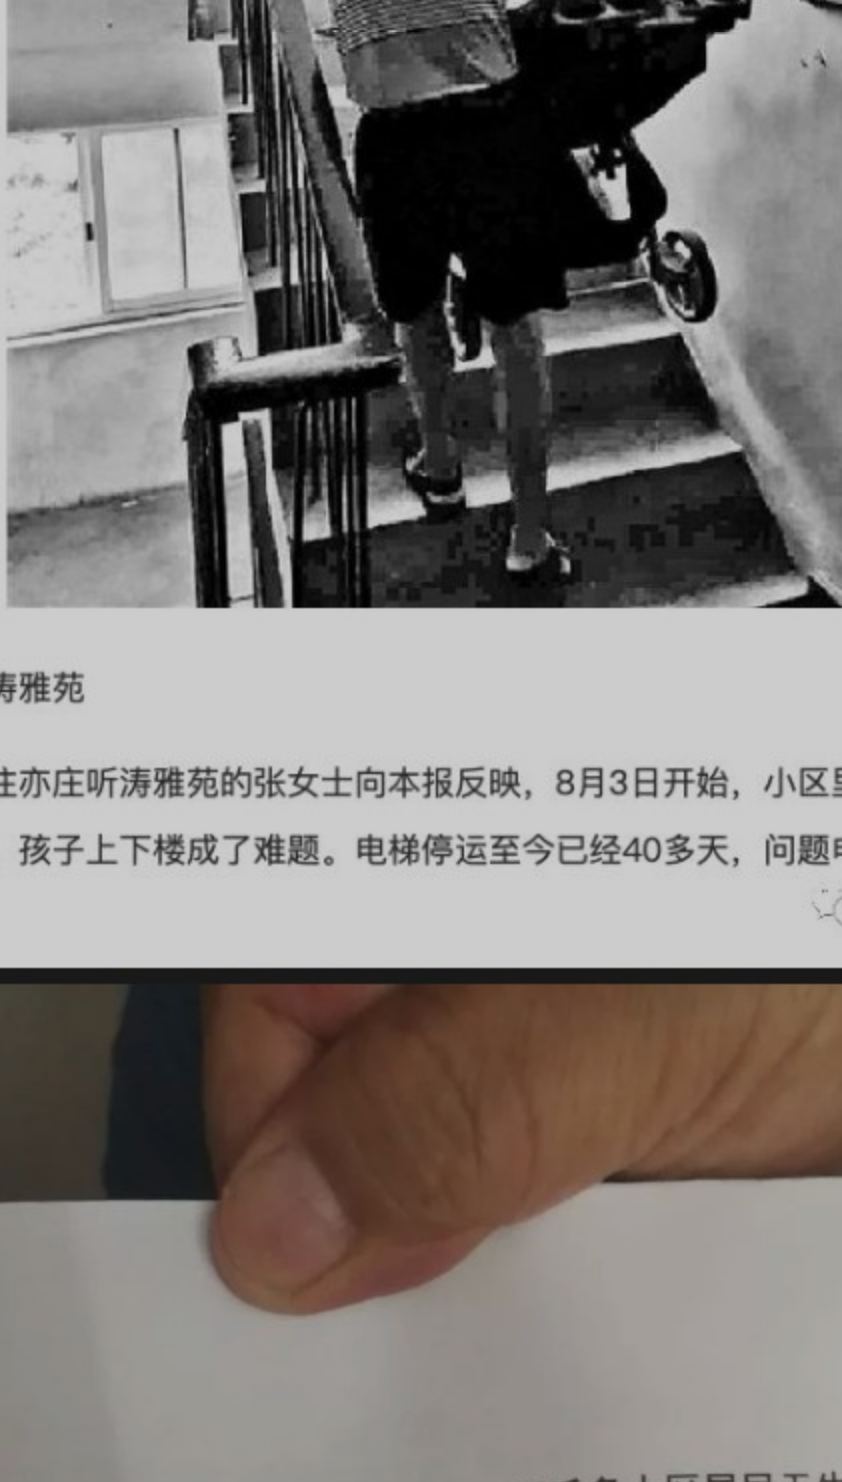 涛雅苑
住亦庄听涛雅苑的张女士向本报反映，8月3日开始，小区里
孩子上下楼成了难题。电梯停运至今已经40多天，问题